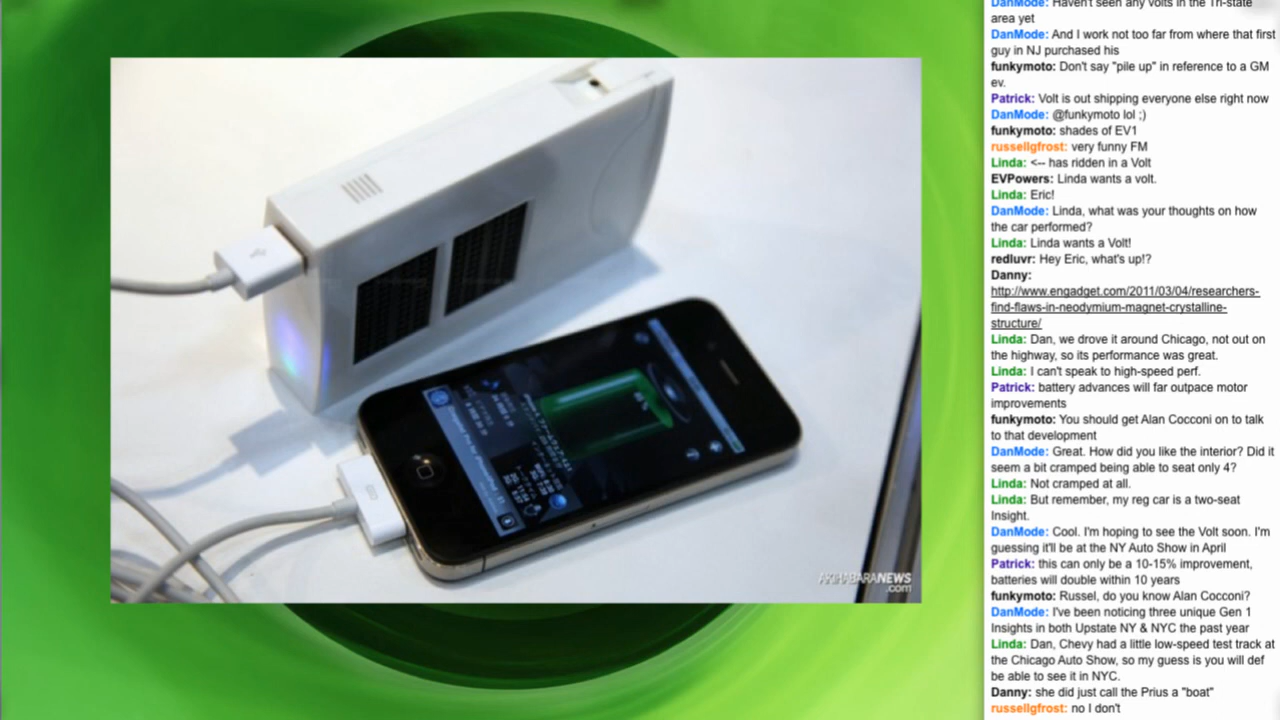 DanMode: Haven't seen any volts in the Tri-state
area yet
DanMode: And I work not too far from where that first
guy in NJ purchased his
funkymoto: Don't say "pile up" in reference to a GM
ev.
Patrick: Volt is out shipping everyone else right now
DanMode: @funkymoto lol ;)
funkymoto: shades of EV1
russellgfrost: very funny FM
Linda: <-- has ridden in a Volt
EVPowers: Linda wants a volt.
Linda: Eric!
DanMode: Linda, what was your thoughts on how
the car performed?
Linda: Linda wants a Volt!
redluvr: Hey Eric, what's up!?
Danny:
http://www.engadget.com/2011/03/04/researchers-
find-flaws-in-neodymium-magnet-crystalline-
structure/
Linda: Dan, we drove it around Chicago, not out on
the highway, so its performance was great.
Linda: I can't speak to high-speed perf.
Patrick: battery advances will far outpace motor
improvements
funkymoto: You should get Alan Cocconi on to talk
to that development
DanMode: Great. How did you like the interior? Did it
seem a bit cramped being able to seat only 4?
Linda: Not cramped at all.
Linda: But remember, my reg car is a two-seat
Insight.
DanMode: Cool. I'm hoping to see the Volt soon. I'm
guessing it'll be at the NY Auto Show in April
Patrick: this can only be a 10-15% improvement,
batteries will double within 10 years
funkymoto: Russel, do you know Alan Cocconi?
DanMode: I've been noticing three unique Gen 1
Insights in both Upstate NY & NYC the past year
Linda: Dan, Chevy had a little low-speed test track at
the Chicago Auto Show, so my guess is you will def
be able to see it in NYC.
Danny: she did just call the Prius a "boat"
russellgfrost: no I don't
AKIHABARANEWS
.com